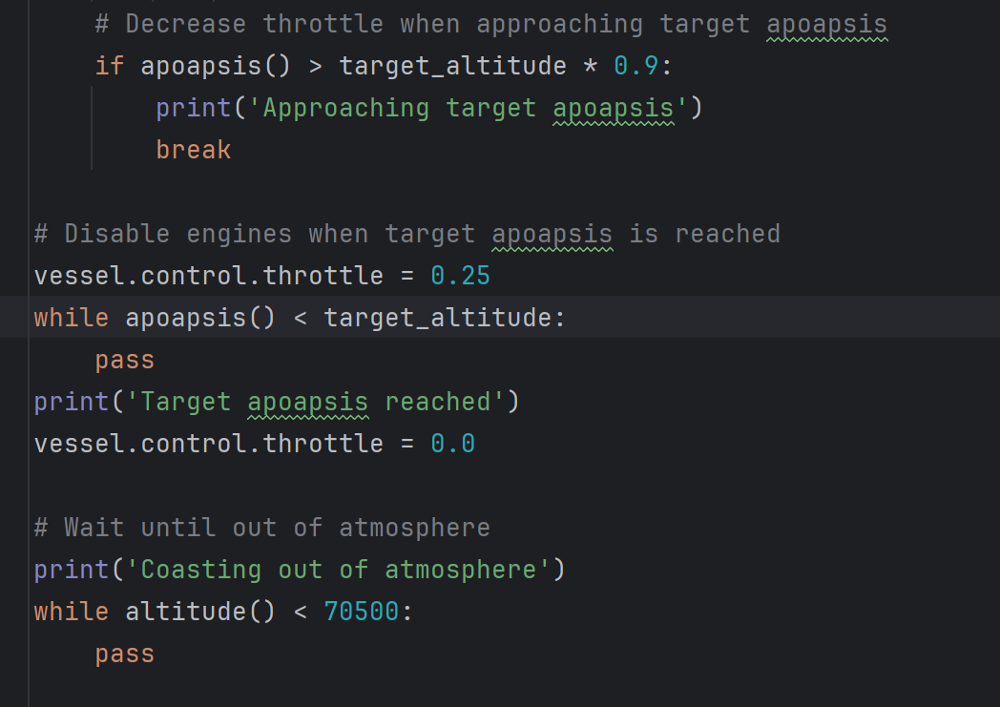 # Decrease throttle when approaching target apoapsis
if apoapsis() > target_altitude * 0.9:
print('Approaching target apoapsis')
break
# Disable engines when target apoapsis is reached
vessel.control.throttle = 0.25
while apoapsis() < target_altitude:
pass
print('Target apoapsis reached')
vessel.control.throttle = 0.0
# Wait until out of atmosphere
print('Coasting out of atmosphere')
while altitude() < 70500:
pass